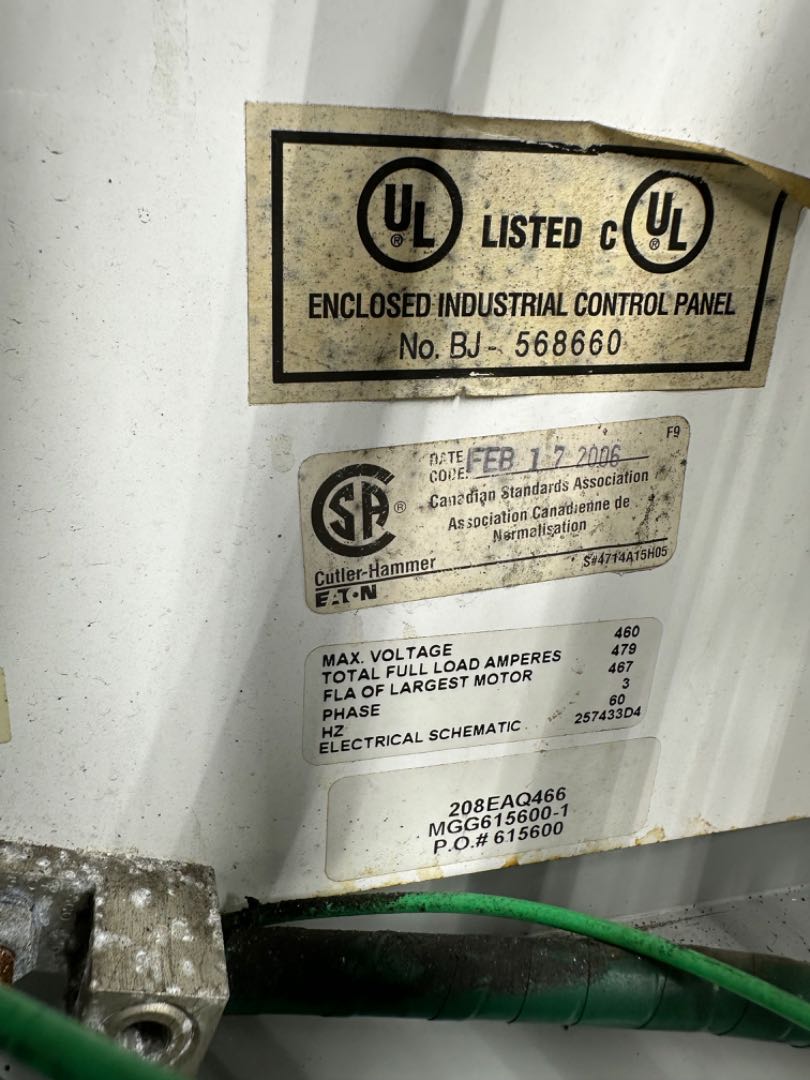 UL® LISTED C UL®
ENCLOSED INDUSTRIAL CONTROL PANEL
No. BJ- 568660
F9
DATE CODE: FEB 17 2006
CSA®
Canadian Standards Association
Association Canadienne de
Normalisation
Cutler-Hammer
S#4714A15H05
EATON
MAX. VOLTAGE 460
TOTAL FULL LOAD AMPERES 479
FLA OF LARGEST MOTOR 467
PHASE 3
HZ 60
ELECTRICAL SCHEMATIC 257433D4
208EAQ466
MGG615600-1
P.O.# 615600